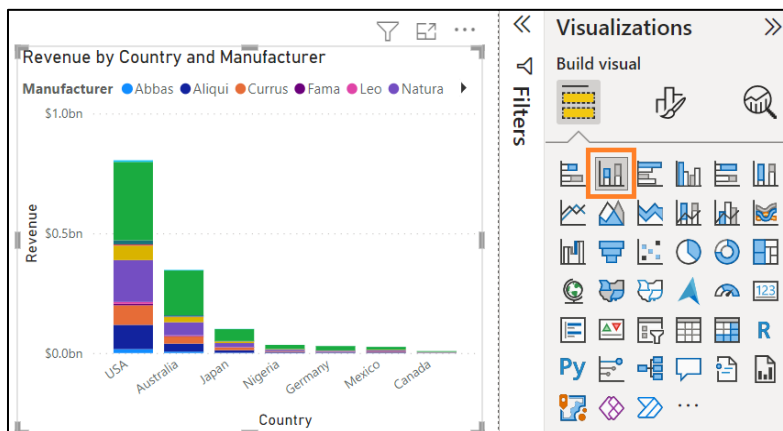 Revenue by Country and Manufacturer
Manufacturer Abbas Aliqui Currus Fama Leo Natura
$1.0bn
$0.5bn
$0.0bn
Revenue
USA
Australia
Japan
Nigeria
Germany
Mexico
Canada
Country
Filters
Visualizations
Build visual
123
R
Py